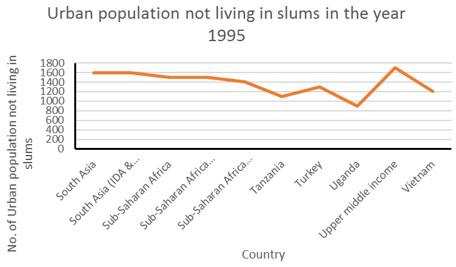 Urban population not living in slums in the year
1995
No. of Urban population not living in
slums
1800
1600
1400
1200
1000
800
600
400
200
0
South Asia
South Asia (IDA &...
Sub-Saharan Africa
Sub-Saharan Africa...
Sub-Saharan Africa...
Tanzania
Turkey
Uganda
Upper middle income
Vietnam
Country